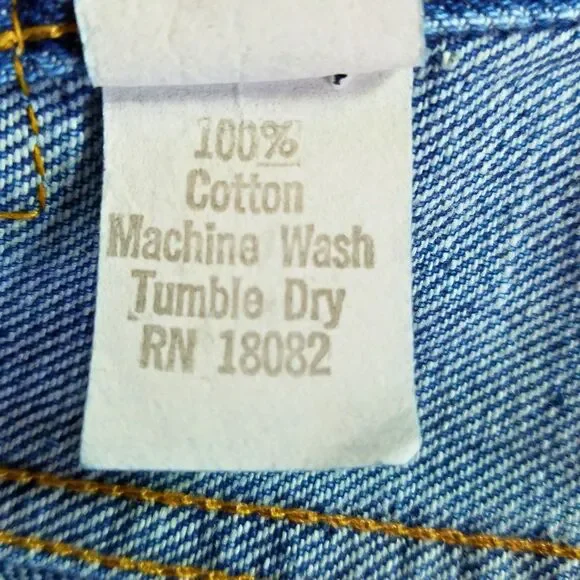 100%
Cotton
Machine Wash
Tumble Dry
RN 18082